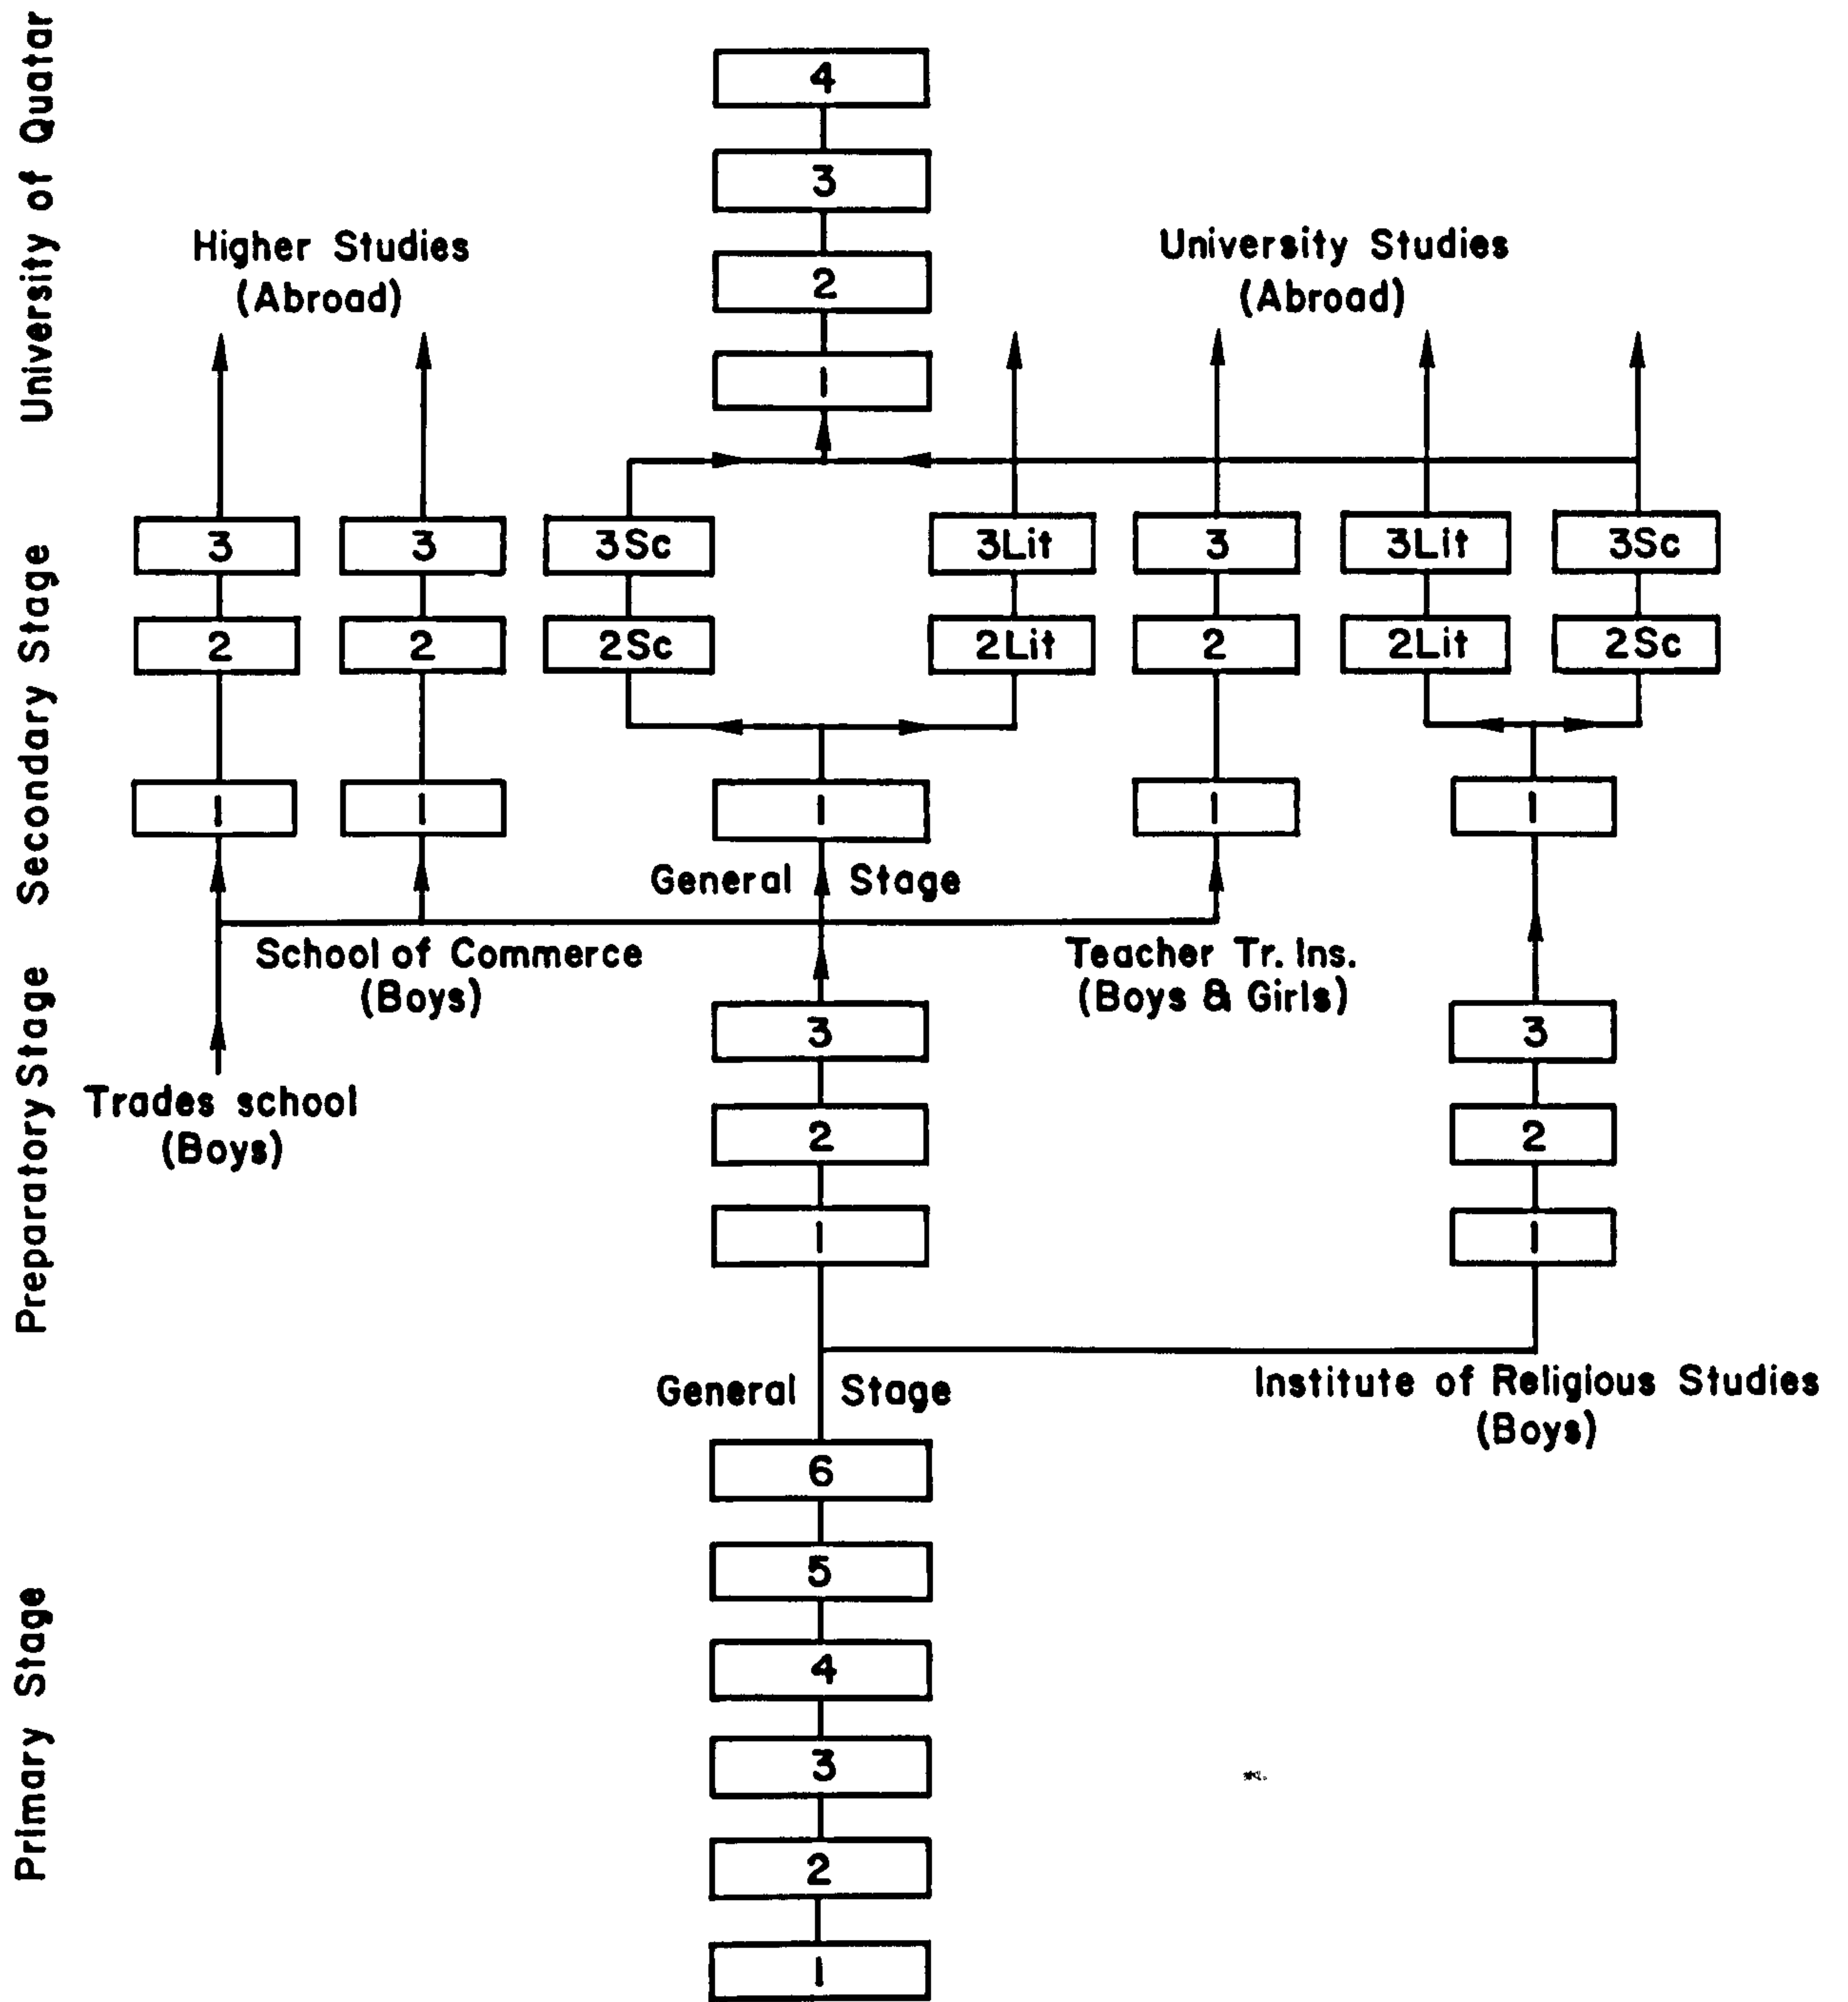 University of Quatar
Secondary Stage
Preparatory Stage
Primary Stage
4
3
Higher Studies
(Abroad)
University Studies
(Abroad)
2
1
3
3
3Sc
3Lit
3
3Lit
3Sc
2
2
2Sc
2Lit
2
2Lit
2Sc
1
1
1
1
1
General Stage
School of Commerce
(Boys)
Teacher Tr. Ins.
(Boys & Girls)
3
3
Trades school
(Boys)
2
2
1
1
General Stage
Institute of Religious Studies
(Boys)
6
5
4
3
2
1